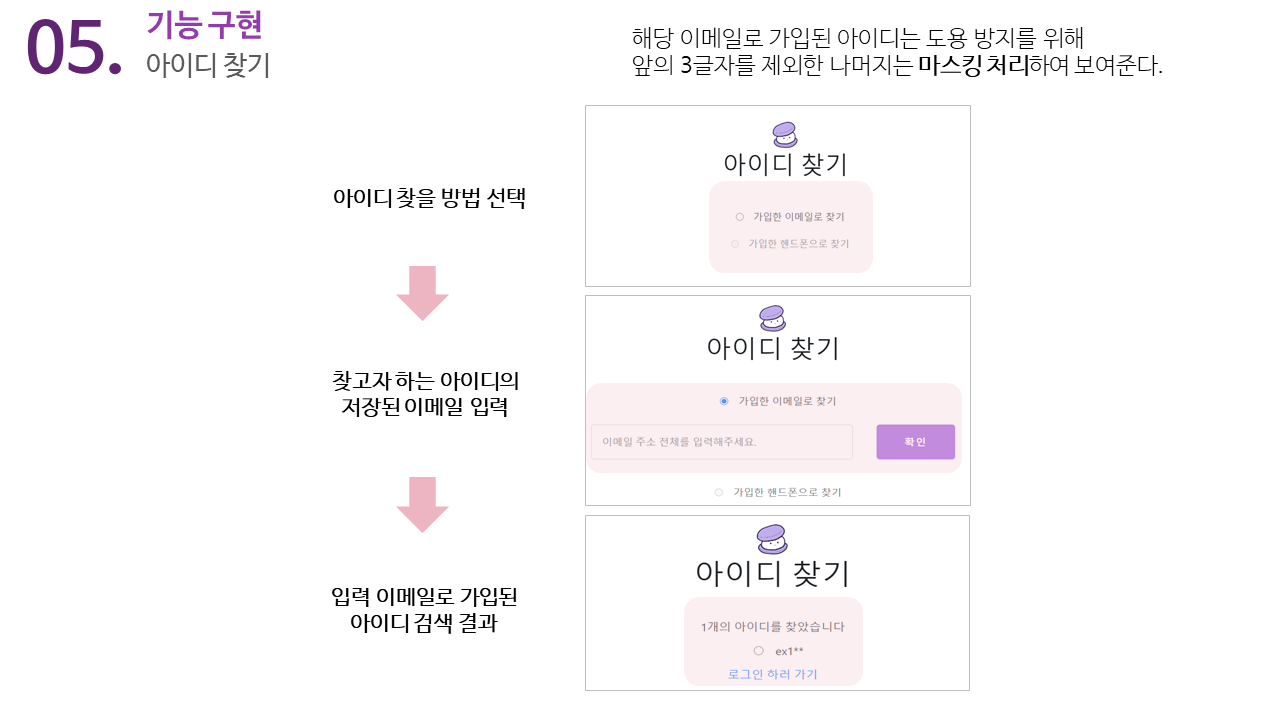 05.
기능 구현
아이디 찾기
해당 이메일로 가입된 아이디는 도용 방지를 위해
앞의 3글자를 제외한 나머지는 마스킹 처리하여 보여준다.
아이디 찾을 방법 선택
아이디 찾기
가입한 이메일로 찾기
가입한 핸드폰으로 찾기
찾고자 하는 아이디의
저장된 이메일 입력
아이디 찾기
가입한 이메일로 찾기
이메일 주소 전체를 입력해주세요.
확인
가입한 핸드폰으로 찾기
입력 이메일로 가입된
아이디 검색 결과
아이디 찾기
1개의 아이디를 찾았습니다
ex1**
로그인 하러 가기